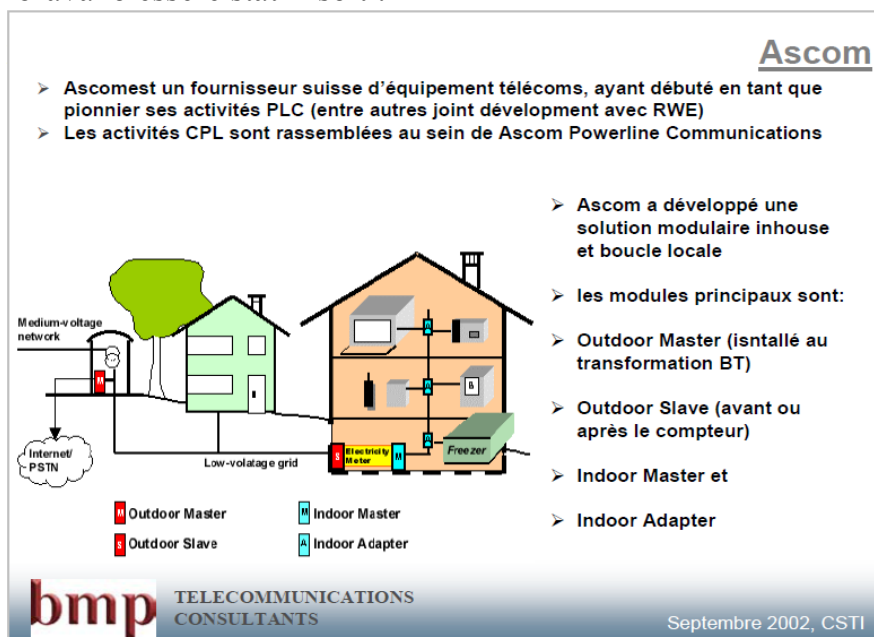 Ascom
➢ Ascomest un fournisseur suisse d'équipement télécoms, ayant débuté en tant que
pionnier ses activités PLC (entre autres joint dévelopment avec RWE)
➢ Les activités CPL sont rassemblées au sein de Ascom Powerline Communications
➢ Ascom a développé une
solution modulaire inhouse
et boucle locale
➢ les modules principaux sont:
➢ Outdoor Master (isntallé au
transformation BT)
➢ Outdoor Slave (avant ou
après le compteur)
➢ Indoor Master et
➢ Indoor Adapter
Medium-voltage
network
M
Internet/
PSTN
Low-volatage grid
A
A
B
A
S
Electricity
Meter
M
Freezer
M Outdoor Master
M Indoor Master
S Outdoor Slave
A Indoor Adapter
bmp
TELECOMMUNICATIONS
CONSULTANTS
Septembre 2002, CSTI